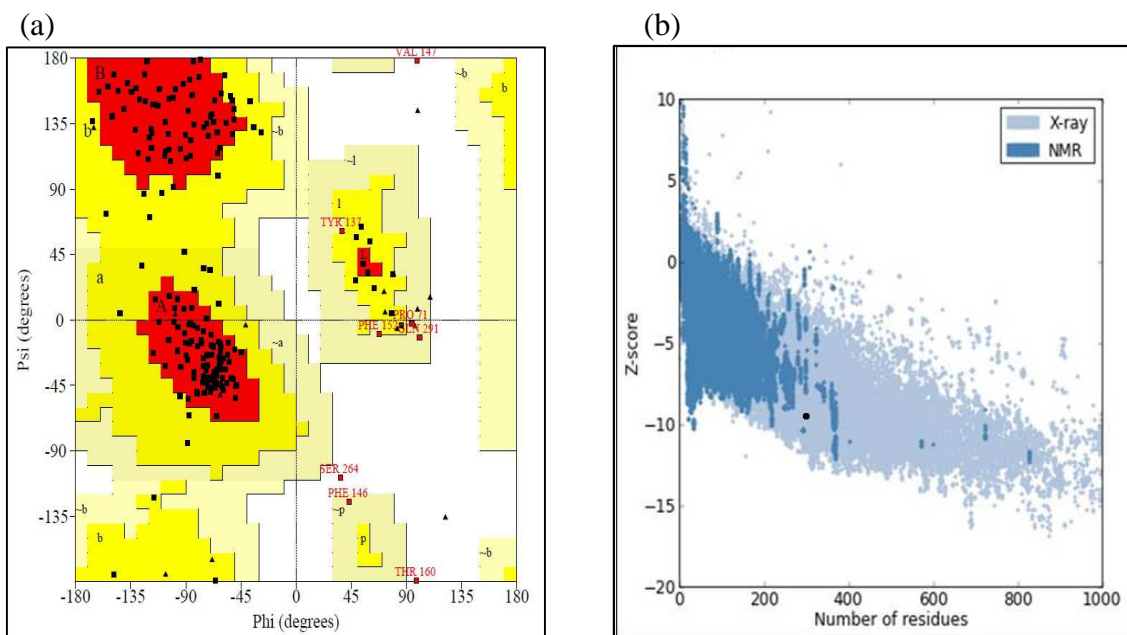 (a)
(b)
VAL 147
180
B
~b
b
b
135
b
~b
90
~l
l
TYR 137
45
L
a
A
PRO 71
0
PHE 152
GLN 291
~a
-45
-90
SER 264
PHE 146
~b
~p
-135
b
p
~b
THR 160
-180 -135 -90 -45 0 45 90 135 180
Psi (degrees)
Phi (degrees)
X-ray
NMR
10
5
0
−5
−10
−15
−20
0 200 400 600 800 1000
Z-score
Number of residues